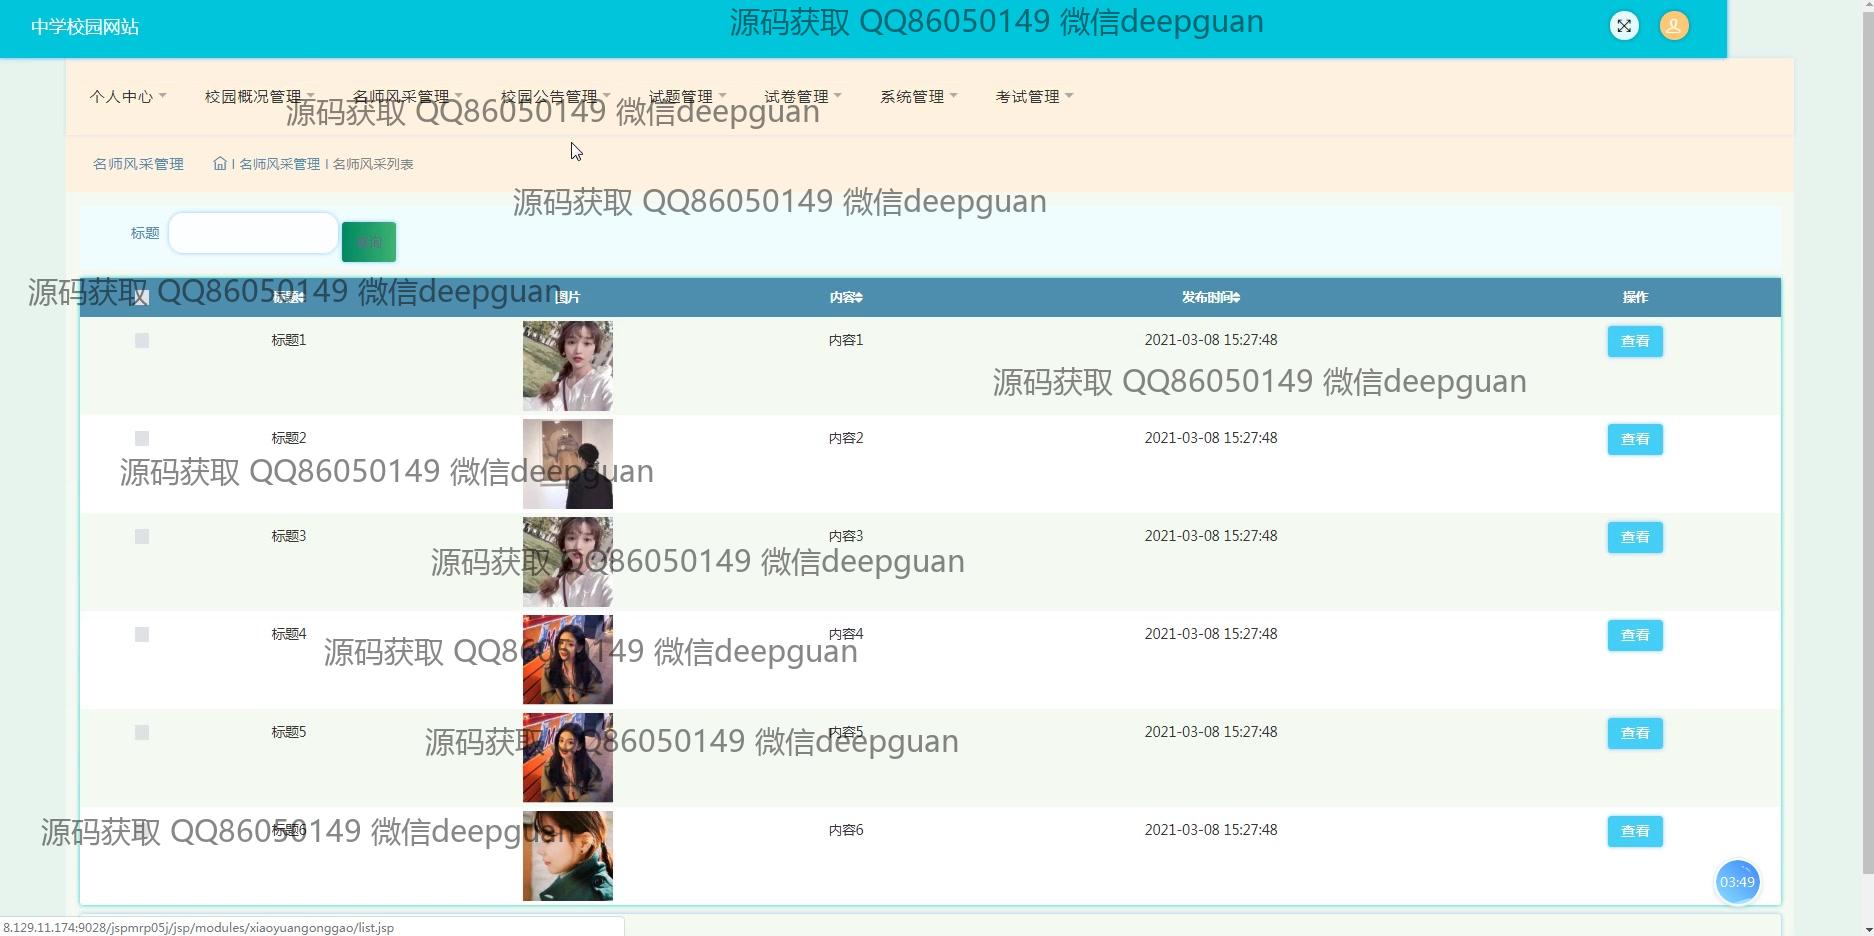 中学校园网站
源码获取 QQ86050149 微信deepguan
个人中心 校园概况管理 名师风采管理 校园公告管理 试题管理 试卷管理 系统管理 考试管理
源码获取 QQ86050149 微信deepguan
名师风采管理 | 名师风采管理 | 名师风采列表
源码获取 QQ86050149 微信deepguan
标题 查询
源码获取 QQ86050149 微信deepguan
标题 图片 内容 发布时间 操作
标题1 内容1 2021-03-08 15:27:48 查看
源码获取 QQ86050149 微信deepguan
标题2 内容2 2021-03-08 15:27:48 查看
源码获取 QQ86050149 微信deepguan
标题3 内容3 2021-03-08 15:27:48 查看
源码获取 QQ86050149 微信deepguan
标题4 内容4 2021-03-08 15:27:48 查看
源码获取 QQ86050149 微信deepguan
标题5 内容5 2021-03-08 15:27:48 查看
源码获取 QQ86050149 微信deepguan
标题6 内容6 2021-03-08 15:27:48 查看
源码获取 QQ86050149 微信deepguan
03:49
8.129.11.174:9028/jspmrp05j/jsp/modules/xiaoyuangonggao/list.jsp